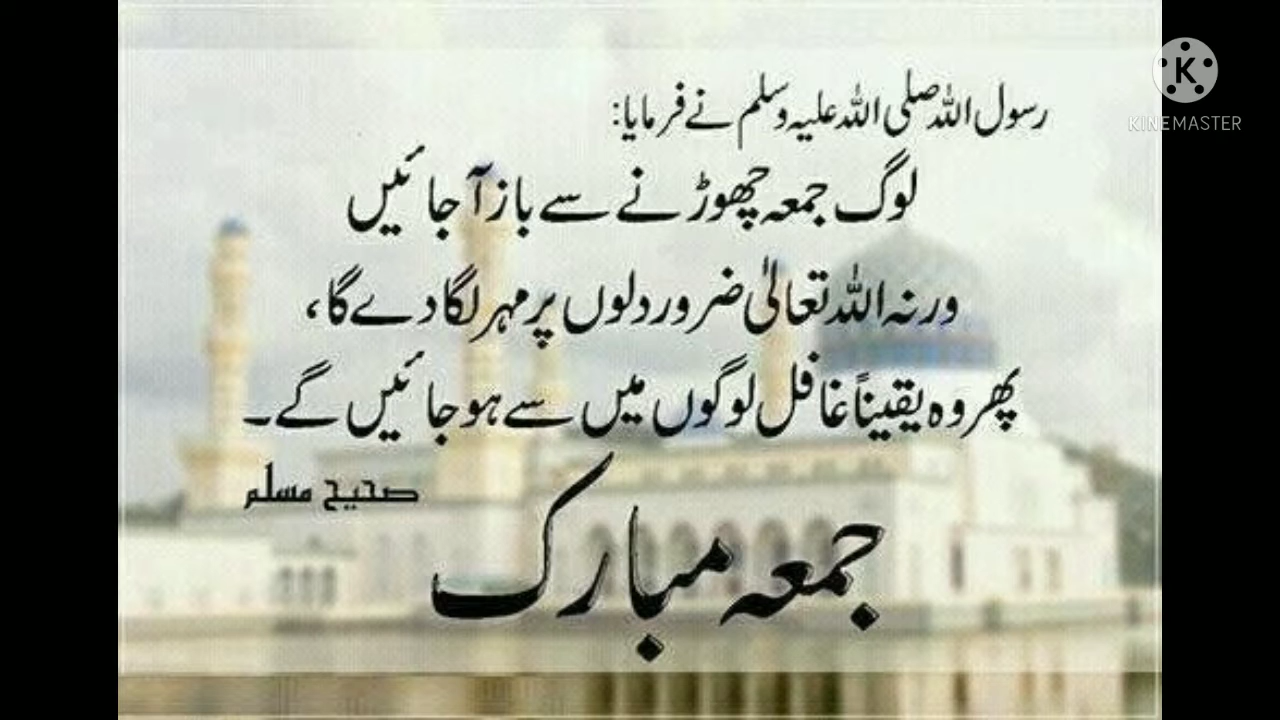 رسول اللہ صلی اللہ علیہ وسلم نے فرمایا:
لوگ جمعہ چھوڑنے سے باز آ جائیں
ورنہ اللہ تعالیٰ ضرور دلوں پر مہر لگا دے گا،
پھر وہ یقیناً غافل لوگوں میں سے ہو جائیں گے۔
صحیح مسلم
جمعہ مبارک
K
KINEMASTER